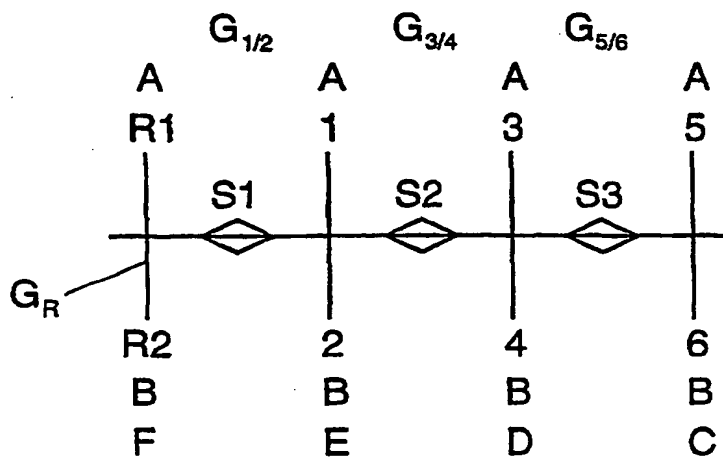 G1/2 G3/4 G5/6
A A A A
R1 1 3 5
S1 S2 S3
GR
R2 2 4 6
B B B B
F E D C